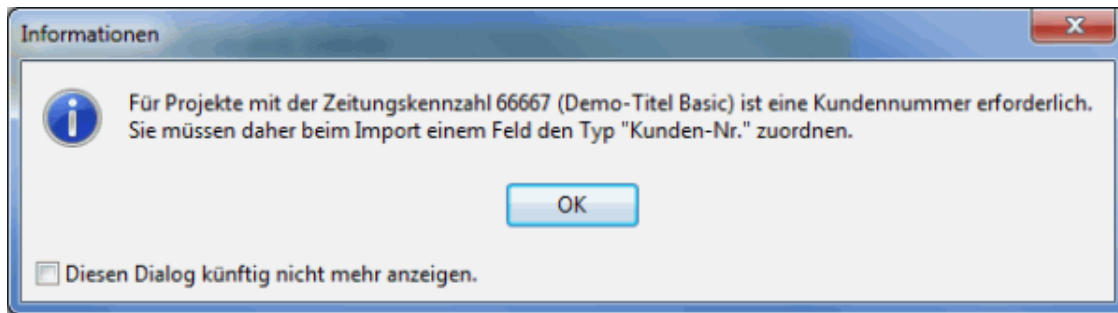 Informationen
Für Projekte mit der Zeitungskennzahl 66667 (Demo-Titel Basic) ist eine Kundennummer erforderlich.
Sie müssen daher beim Import einem Feld den Typ "Kunden-Nr." zuordnen.
OK
Diesen Dialog künftig nicht mehr anzeigen.